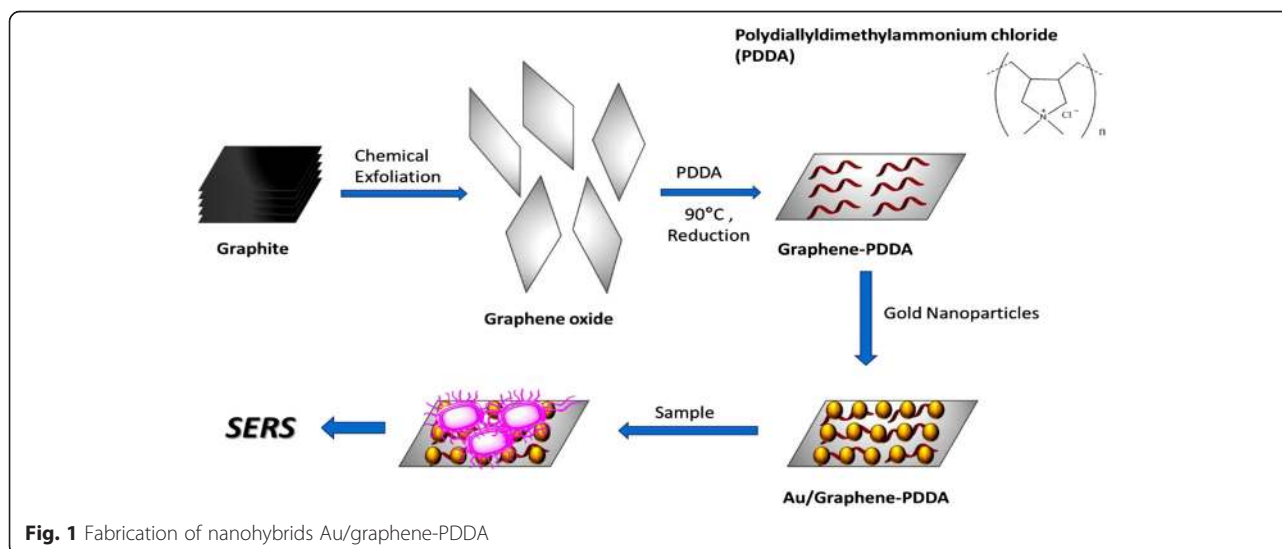 Polydiallyldimethylammonium chloride
(PDDA)
N
+
Cl⁻
n
Chemical
Exfoliation
PDDA
90°C ,
Reduction
Graphite
Graphene-PDDA
Graphene oxide
Gold Nanoparticles
SERS
Sample
Au/Graphene-PDDA
Fig. 1 Fabrication of nanohybrids Au/graphene-PDDA